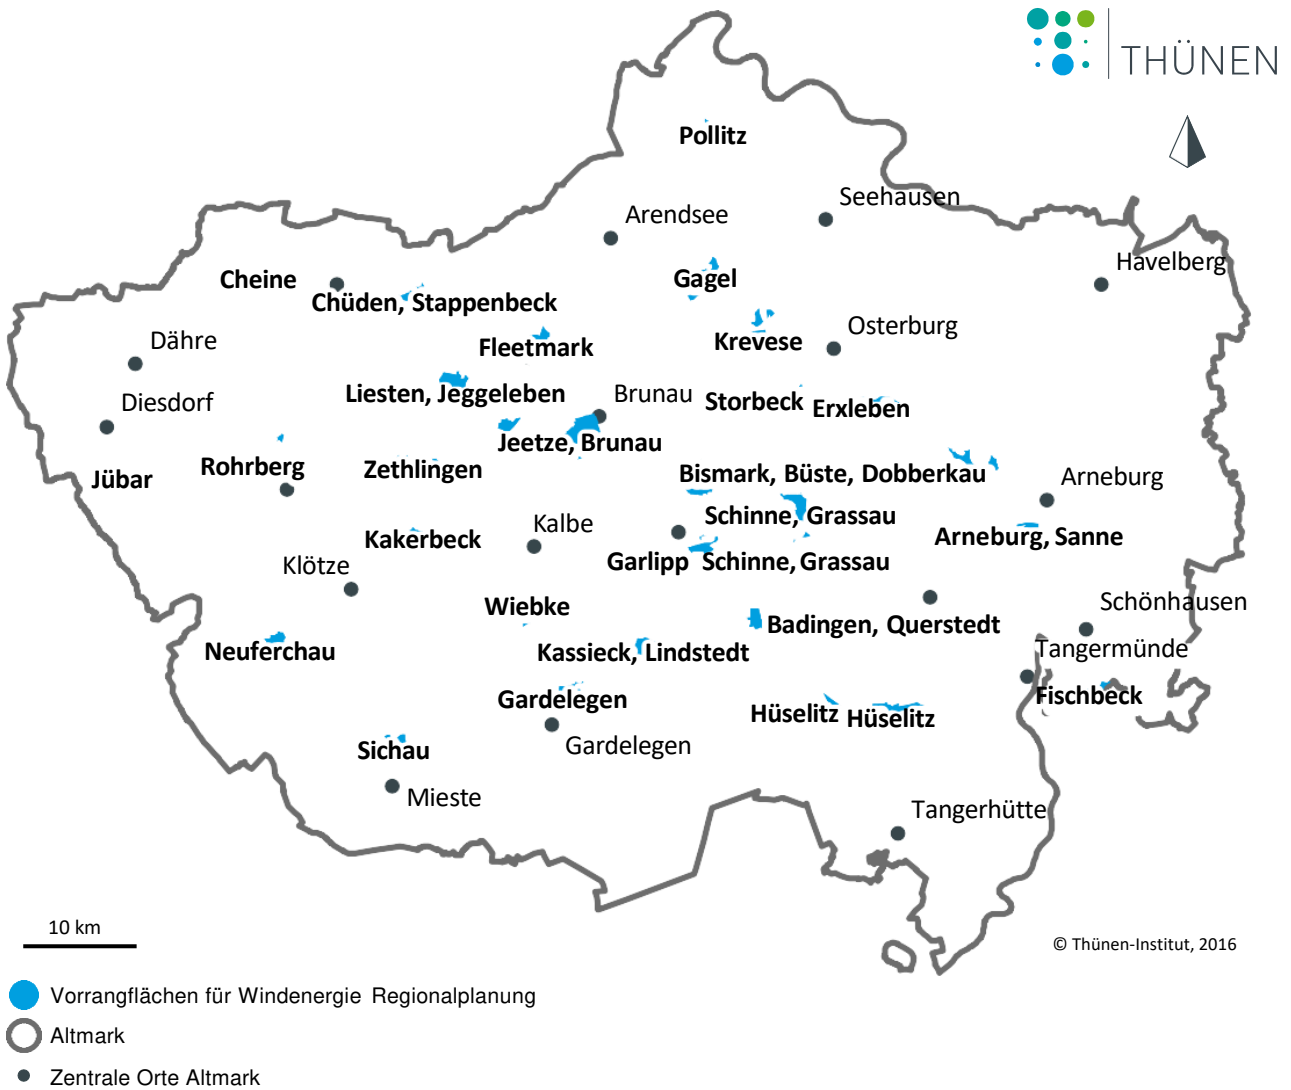 THÜNEN
Pollitz
Seehausen
Arendsee
Havelberg
Cheine
Gagel
Chüden, Stappenbeck
Osterburg
Dähre
Krevese
Fleetmark
Liesten, Jeggeleben
Brunau
Diesdorf
Storbeck
Erxleben
Jeetze, Brunau
Rohrberg
Zethlingen
Bismark, Büste, Dobberkau
Arneburg
Jübar
Schinne, Grassau
Kalbe
Arneburg, Sanne
Kakerbeck
Garlipp
Schinne, Grassau
Klötze
Schönhausen
Wiebke
Badingen, Querstedt
Tangermünde
Neuferchau
Kassieck, Lindstedt
Fischbeck
Gardelegen
Hüselitz
Hüselitz
Gardelegen
Sichau
Mieste
Tangerhütte
10 km
© Thünen-Institut, 2016
Vorrangflächen für Windenergie Regionalplanung
Altmark
Zentrale Orte Altmark